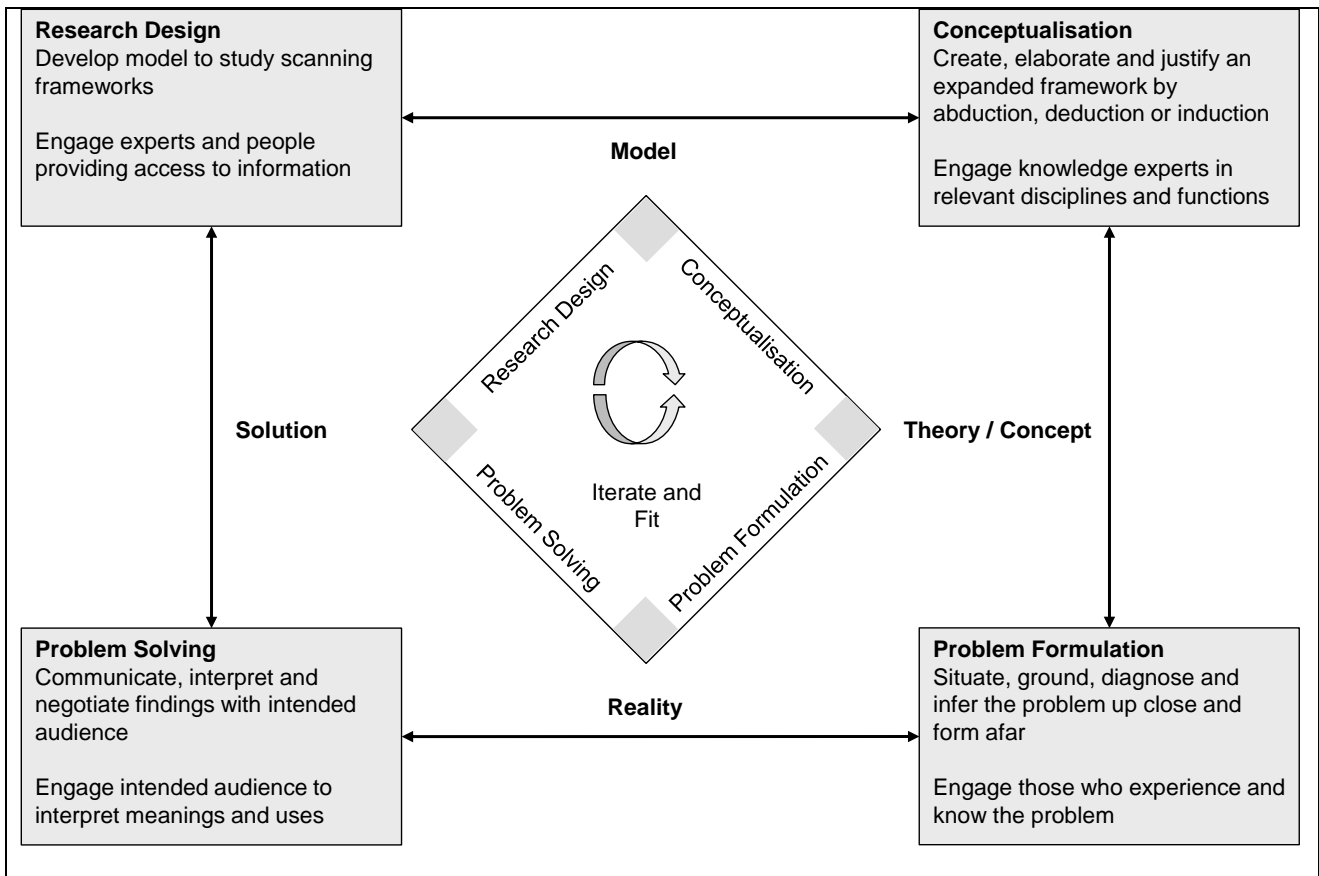 Research Design
Develop model to study scanning
frameworks
Engage experts and people
providing access to information
Conceptualisation
Create, elaborate and justify an
expanded framework by
abduction, deduction or induction
Engage knowledge experts in
relevant disciplines and functions
Model
Research Design
Conceptualisation
Solution
Theory / Concept
Iterate and
Fit
Problem Solving
Problem Formulation
Reality
Problem Solving
Communicate, interpret and
negotiate findings with intended
audience
Engage intended audience to
interpret meanings and uses
Problem Formulation
Situate, ground, diagnose and
infer the problem up close and
form afar
Engage those who experience and
know the problem